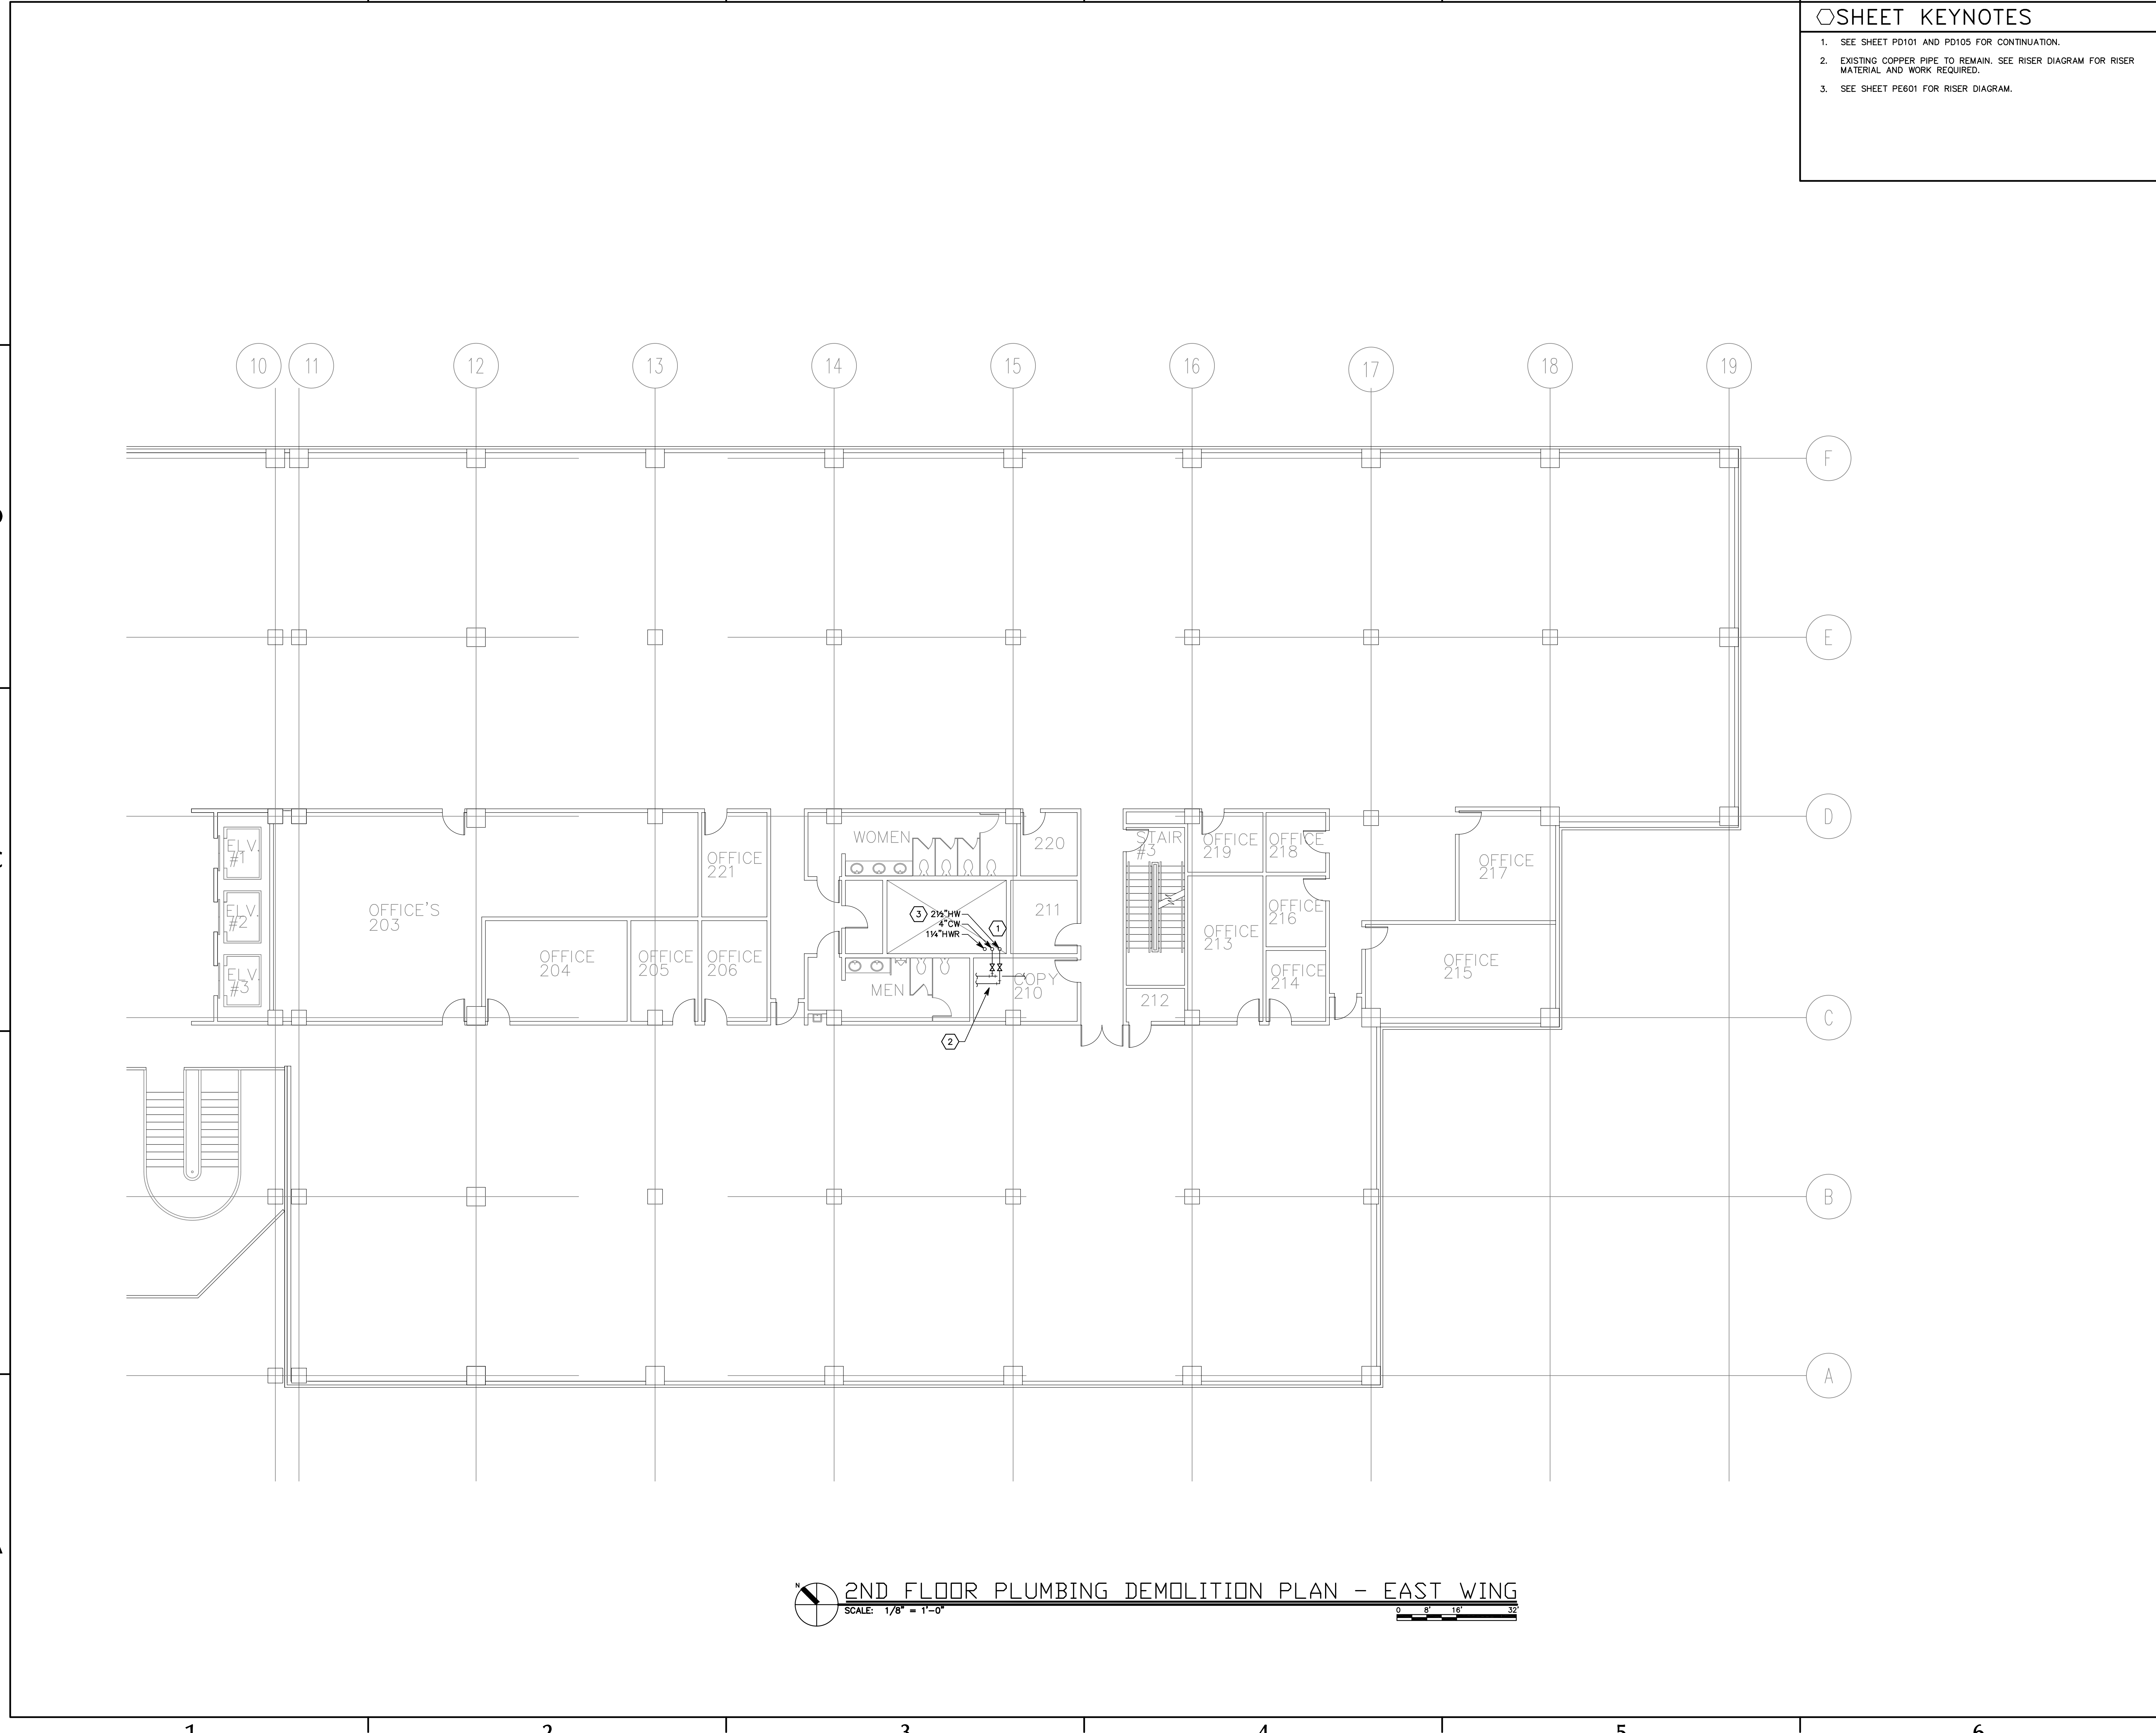 SHEET KEYNOTES
1. SEE SHEET PD101 AND PD105 FOR CONTINUATION.
2. EXISTING COPPER PIPE TO REMAIN. SEE RISER DIAGRAM FOR RISER
MATERIAL AND WORK REQUIRED.
3. SEE SHEET PE601 FOR RISER DIAGRAM.
10
11
12
13
14
15
16
17
18
19
F
E
D
C
B
A
ELV.
#1
ELV.
#2
ELV.
#3
OFFICE'S
203
OFFICE
204
OFFICE
205
OFFICE
206
OFFICE
221
WOMEN
MEN
220
211
3
2½"HW
4"CW
1¼"HWR
1
2
COPY
210
STAIR
#3
212
OFFICE
219
OFFICE
218
OFFICE
213
OFFICE
216
OFFICE
214
OFFICE
217
OFFICE
215
N
2ND FLOOR PLUMBING DEMOLITION PLAN - EAST WING
SCALE: 1/8" = 1'-0"
0 8' 16' 32'
1
2
3
4
5
6